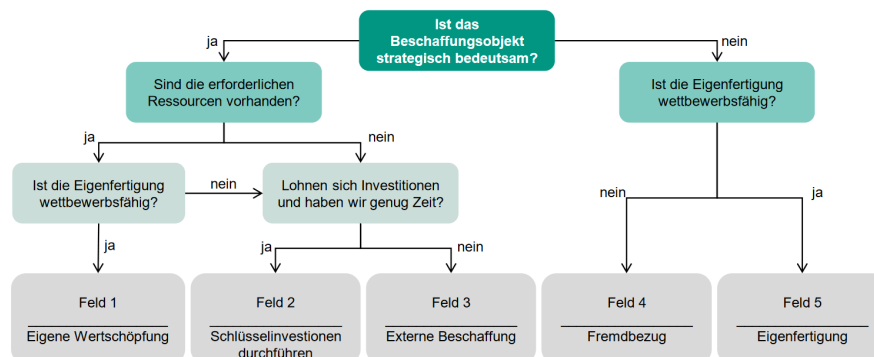 Ist das
Beschaffungsobjekt
strategisch bedeutsam?
ja
nein
Sind die erforderlichen
Ressourcen vorhanden?
Ist die Eigenfertigung
wettbewerbsfähig?
ja
nein
Ist die Eigenfertigung
wettbewerbsfähig?
nein
Lohnen sich Investitionen
und haben wir genug Zeit?
nein
ja
ja
ja
nein
Feld 1
Eigene Wertschöpfung
Feld 2
Schlüsselinvestionen
durchführen
Feld 3
Externe Beschaffung
Feld 4
Fremdbezug
Feld 5
Eigenfertigung